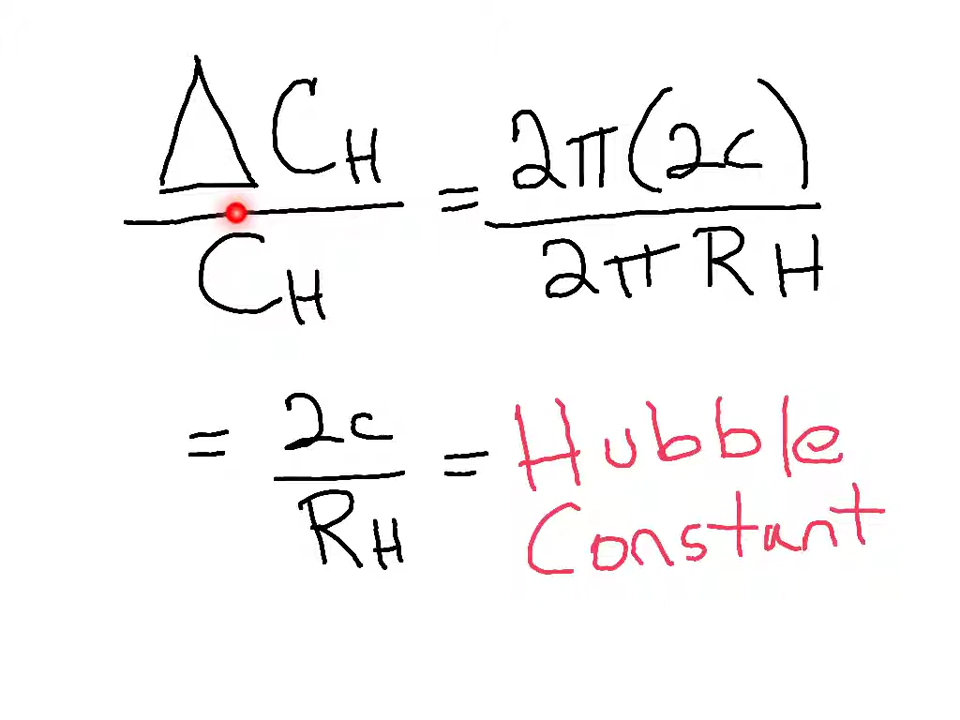 ΔC_H / C_H = 2π(2c) / 2πR_H
= 2c / R_H = Hubble Constant